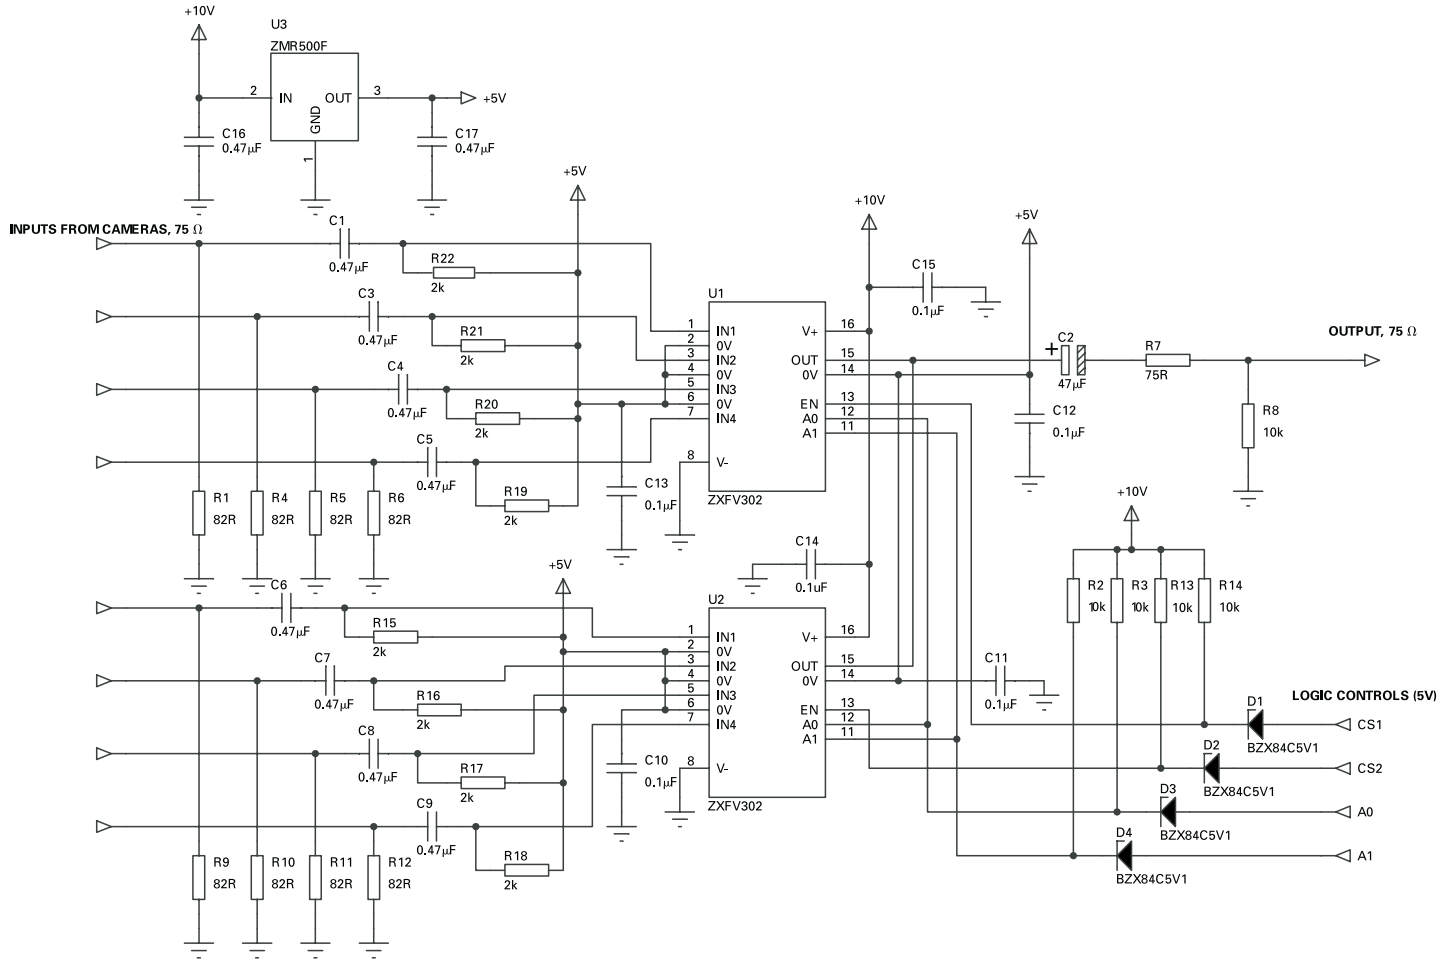 +10V
U3
ZMR500F
2 IN OUT 3
GND
1
+5V
C16
0.47µF
C17
0.47µF
+5V
INPUTS FROM CAMERAS, 75 Ω
C1
0.47µF
R22
2k
C3
0.47µF
R21
2k
C4
0.47µF
R20
2k
C5
0.47µF
R19
2k
R1
82R
R4
82R
R5
82R
R6
82R
C13
0.1µF
U1
1 IN1
2 0V
3 IN2
4 0V
5 IN3
6 0V
7 IN4
8 V-
V+ 16
OUT 15
0V 14
EN 13
A0 12
A1 11
ZXFV302
+10V
C15
0.1µF
+5V
C2
+
47µF
R7
75R
OUTPUT, 75 Ω
R8
10k
C12
0.1µF
C14
0.1uF
+5V
C6
0.47µF
R15
2k
C7
0.47µF
R16
2k
C8
0.47µF
R17
2k
C9
0.47µF
R18
2k
R9
82R
R10
82R
R11
82R
R12
82R
C10
0.1µF
U2
1 IN1
2 0V
3 IN2
4 0V
5 IN3
6 0V
7 IN4
8 V-
V+ 16
OUT 15
0V 14
EN 13
A0 12
A1 11
ZXFV302
C11
0.1µF
+10V
R2
10k
R3
10k
R13
10k
R14
10k
LOGIC CONTROLS (5V)
D1
BZX84C5V1
CS1
D2
BZX84C5V1
CS2
D3
BZX84C5V1
A0
D4
BZX84C5V1
A1